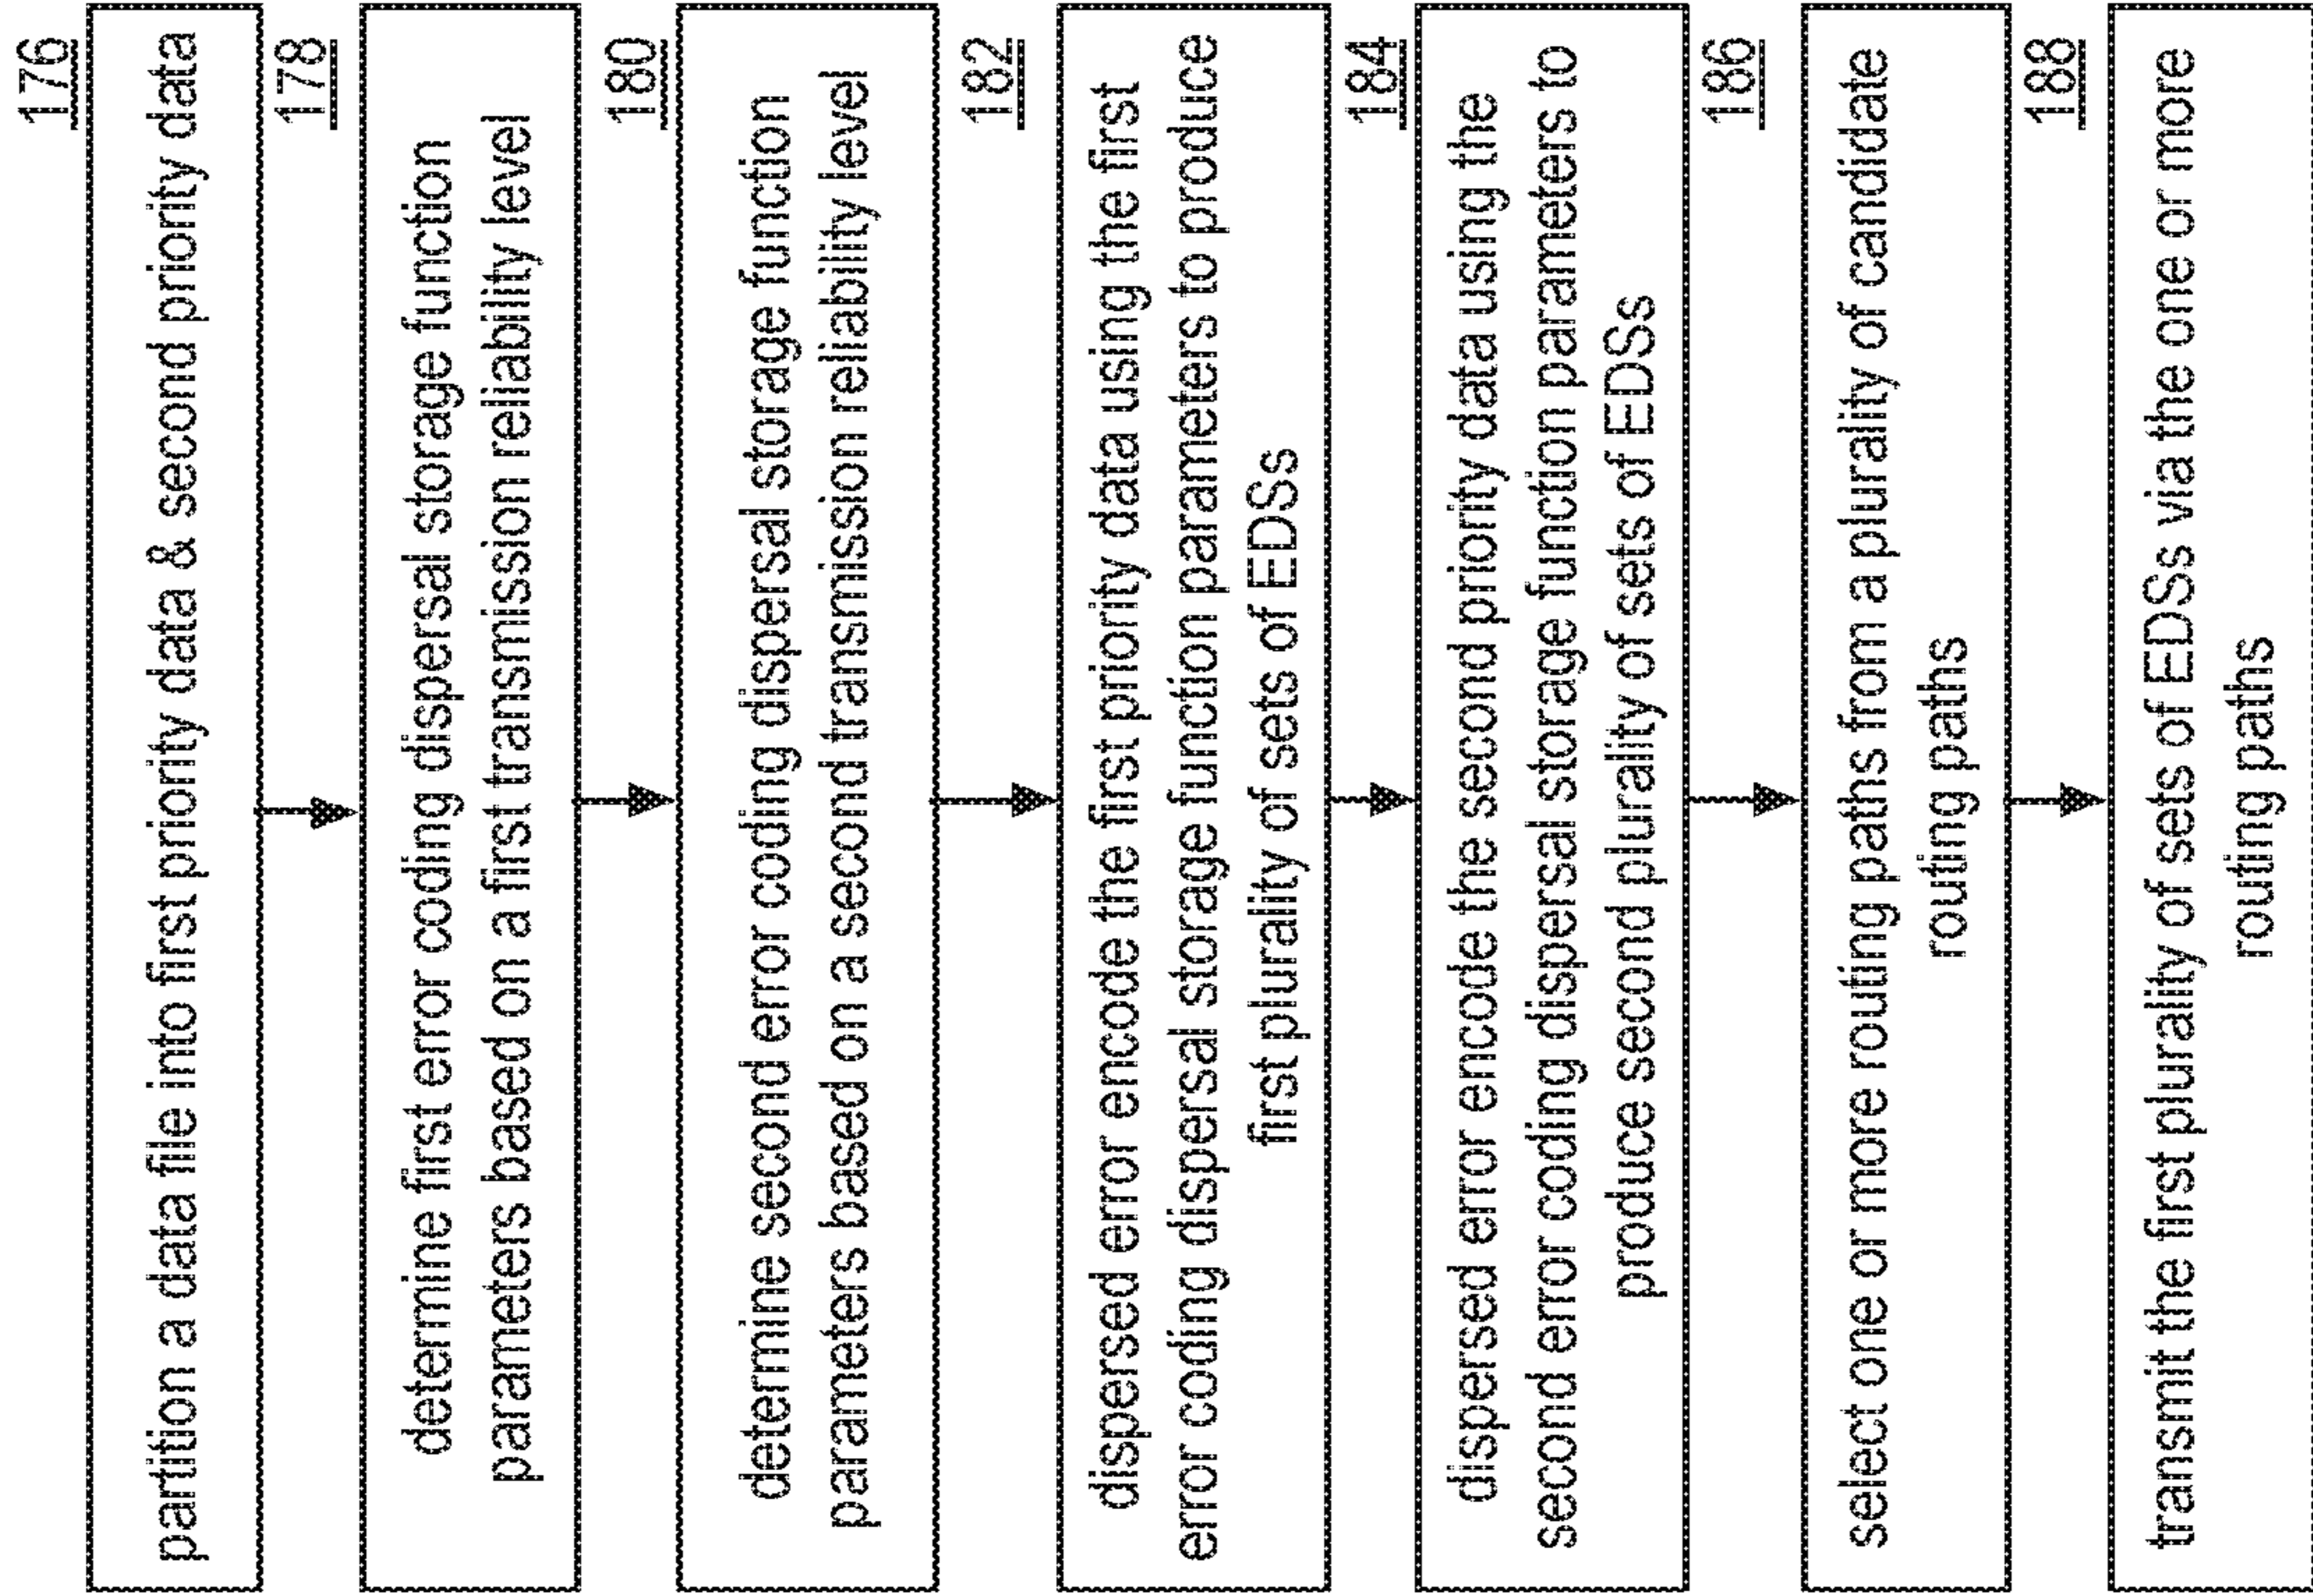 176
partition a data file into first priority data & second priority data
178
determine first error coding dispersal storage function
parameters based on a first transmission reliability level
180
determine second error coding dispersal storage function
parameters based on a second transmission reliability level
182
dispersed error encode the first priority data using the first
error coding dispersal storage function parameters to produce
first plurality of sets of EDSs
184
dispersed error encode the second priority data using the
second error coding dispersal storage function parameters to
produce second plurality of sets of EDSs
186
select one or more routing paths from a plurality of candidate
routing paths
188
transmit the first plurality of sets of EDSs via the one or more
routing paths